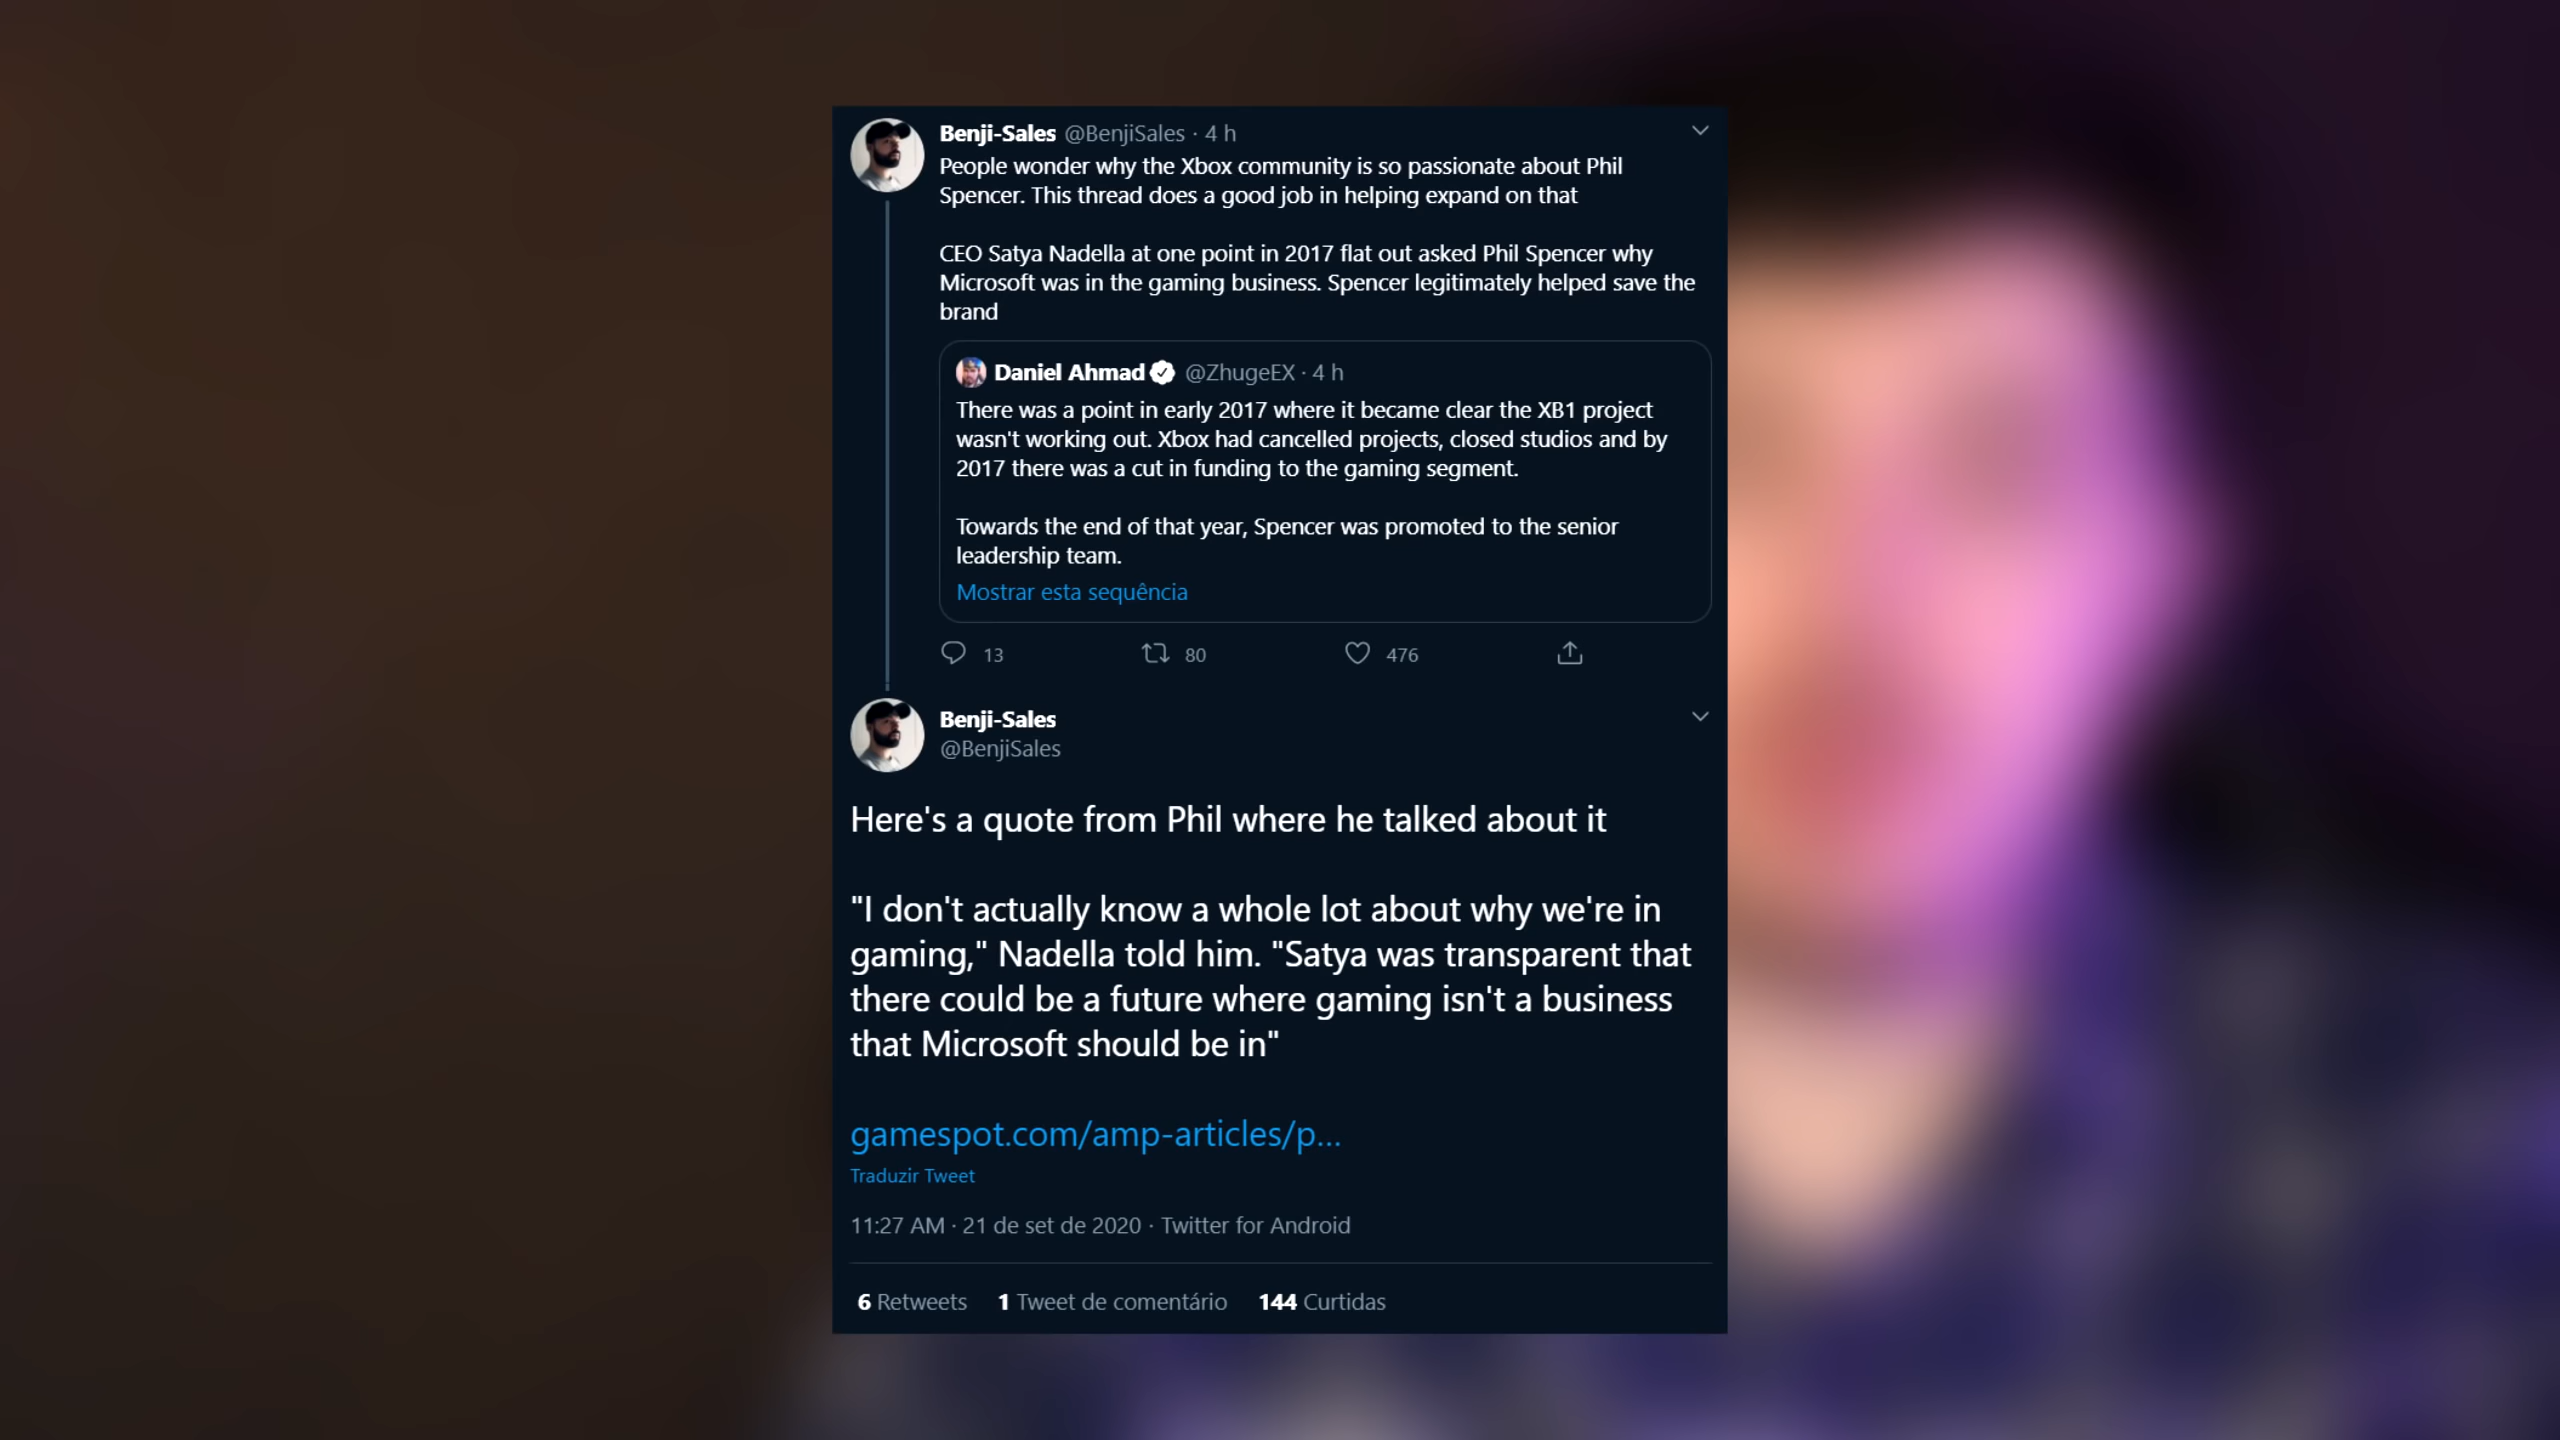 Benji-Sales @BenjiSales · 4 h
People wonder why the Xbox community is so passionate about Phil
Spencer. This thread does a good job in helping expand on that
CEO Satya Nadella at one point in 2017 flat out asked Phil Spencer why
Microsoft was in the gaming business. Spencer legitimately helped save the
brand
Daniel Ahmad @ZhugeEX · 4 h
There was a point in early 2017 where it became clear the XB1 project
wasn't working out. Xbox had cancelled projects, closed studios and by
2017 there was a cut in funding to the gaming segment.
Towards the end of that year, Spencer was promoted to the senior
leadership team.
Mostrar esta sequência
13 80 476
Benji-Sales
@BenjiSales
Here's a quote from Phil where he talked about it
"I don't actually know a whole lot about why we're in
gaming," Nadella told him. "Satya was transparent that
there could be a future where gaming isn't a business
that Microsoft should be in"
gamespot.com/amp-articles/p...
Traduzir Tweet
11:27 AM · 21 de set de 2020 · Twitter for Android
6 Retweets 1 Tweet de comentário 144 Curtidas